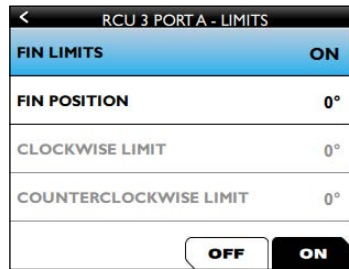 < RCU 3 PORT A - LIMITS
FIN LIMITS ON
FIN POSITION 0°
CLOCKWISE LIMIT 0°
COUNTERCLOCKWISE LIMIT 0°
OFF ON